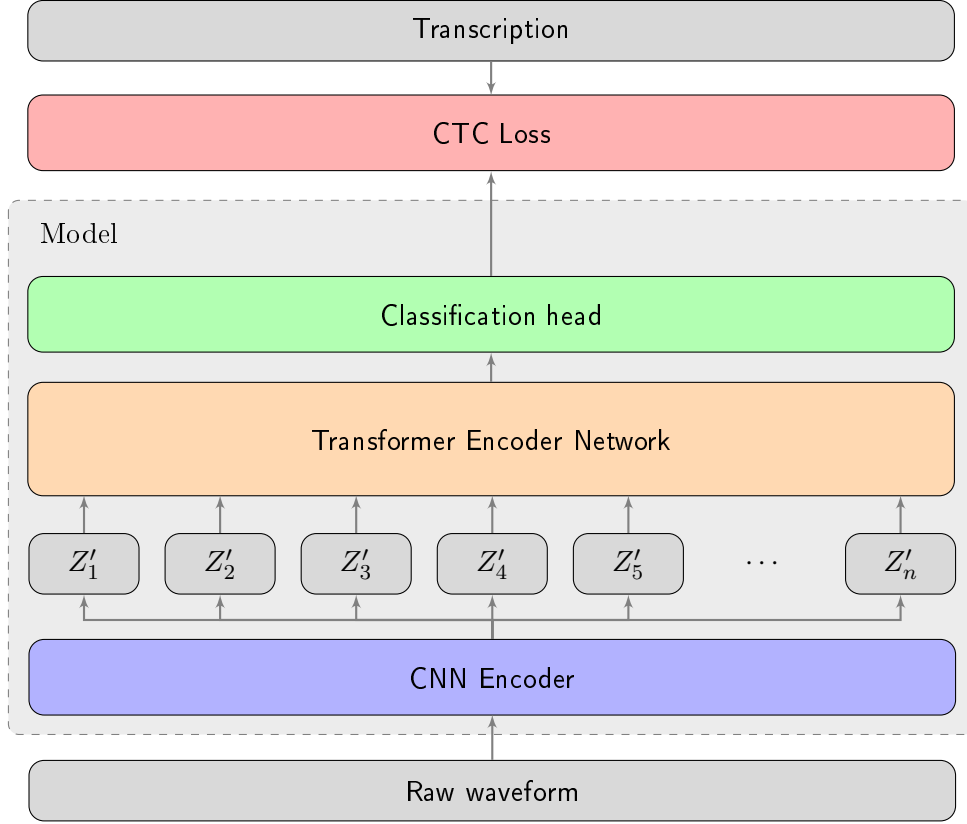 Transcription
CTC Loss
Model
Classification head
Transformer Encoder Network
Z′₁ Z′₂ Z′₃ Z′₄ Z′₅ ⋯ Z′ₙ
CNN Encoder
Raw waveform